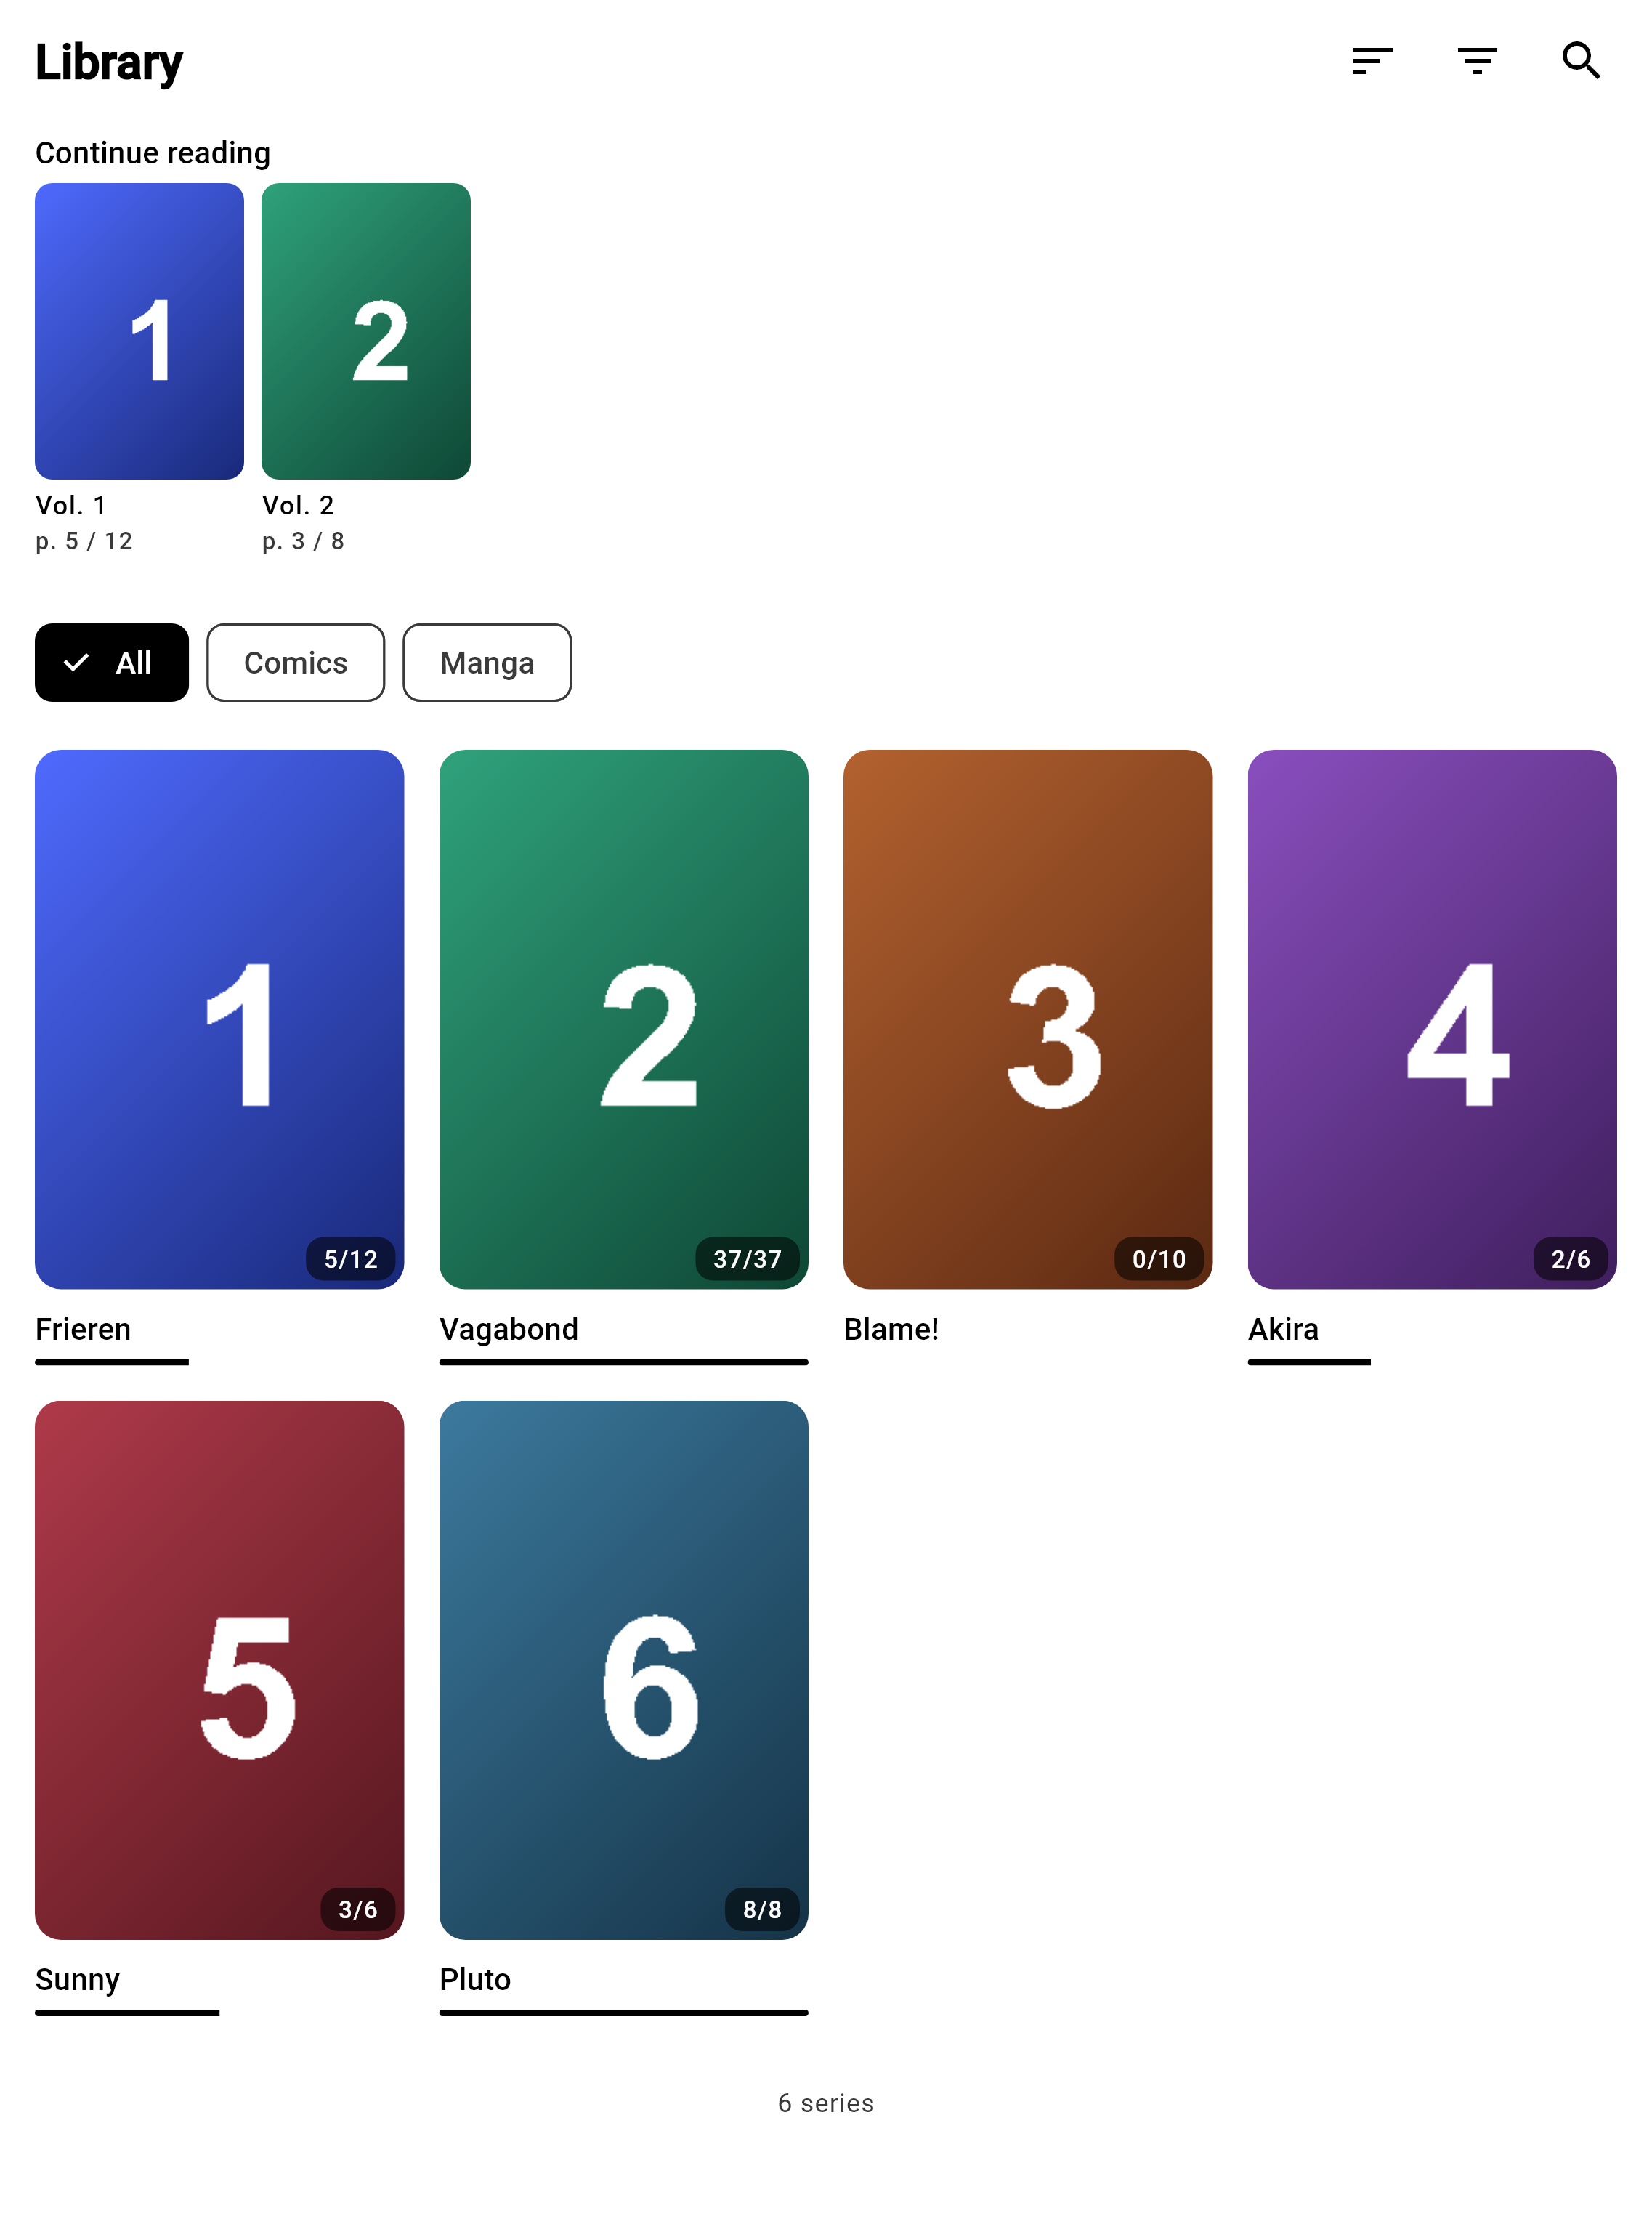 Library
Continue reading
1
2
Vol. 1
Vol. 2
p. 5 / 12
p. 3 / 8
All
Comics
Manga
1
2
3
4
5/12
37/37
0/10
2/6
Frieren
Vagabond
Blame!
Akira
5
6
3/6
8/8
Sunny
Pluto
6 series